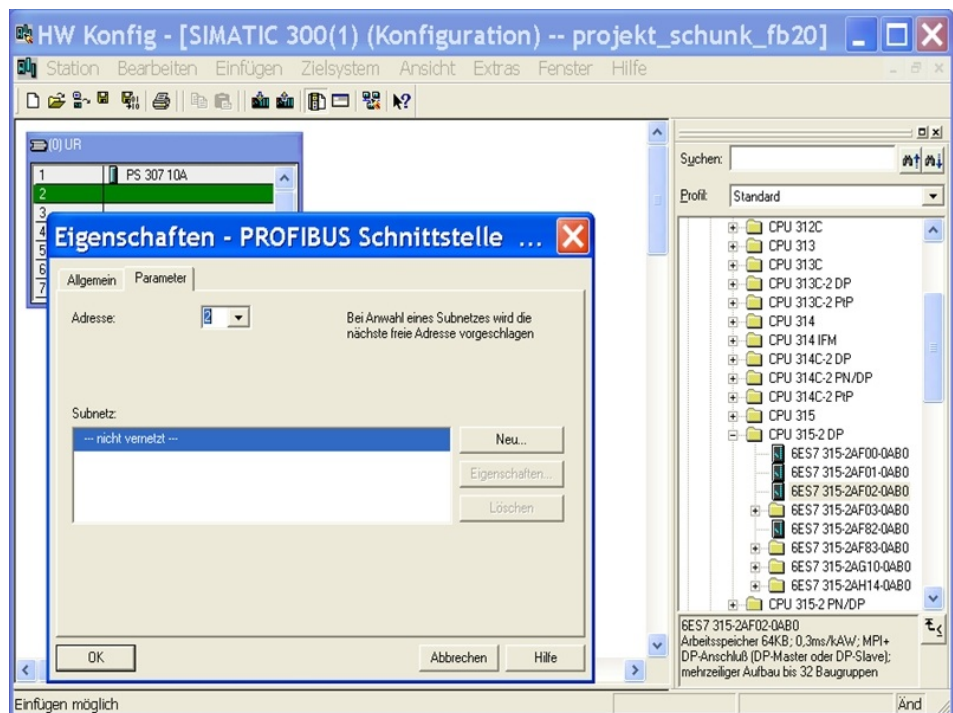 HW Konfig - [SIMATIC 300(1) (Konfiguration) -- projekt_schunk_fb20]
Station Bearbeiten Einfügen Zielsystem Ansicht Extras Fenster Hilfe
(0) UR
1 PS 307 10A
2
3
4
5
6
7
Eigenschaften - PROFIBUS Schnittstelle ...
Allgemein Parameter
Adresse: 2
Bei Anwahl eines Subnetzes wird die
nächste freie Adresse vorgeschlagen
Subnetz:
--- nicht vernetzt ---
Neu...
Eigenschaften...
Löschen
OK Abbrechen Hilfe
Suchen:
Profil: Standard
CPU 312C
CPU 313
CPU 313C
CPU 313C-2 DP
CPU 313C-2 PtP
CPU 314
CPU 314 IFM
CPU 314C-2 DP
CPU 314C-2 PN/DP
CPU 314C-2 PtP
CPU 315
CPU 315-2 DP
6ES7 315-2AF00-0AB0
6ES7 315-2AF01-0AB0
6ES7 315-2AF02-0AB0
6ES7 315-2AF03-0AB0
6ES7 315-2AF82-0AB0
6ES7 315-2AF83-0AB0
6ES7 315-2AG10-0AB0
6ES7 315-2AH14-0AB0
CPU 315-2 PN/DP
6ES7 315-2AF02-0AB0
Arbeitsspeicher 64KB; 0,3ms/kAW; MPI+
DP-Anschluß (DP-Master oder DP-Slave);
mehrzeiliger Aufbau bis 32 Baugruppen
Einfügen möglich
Änd